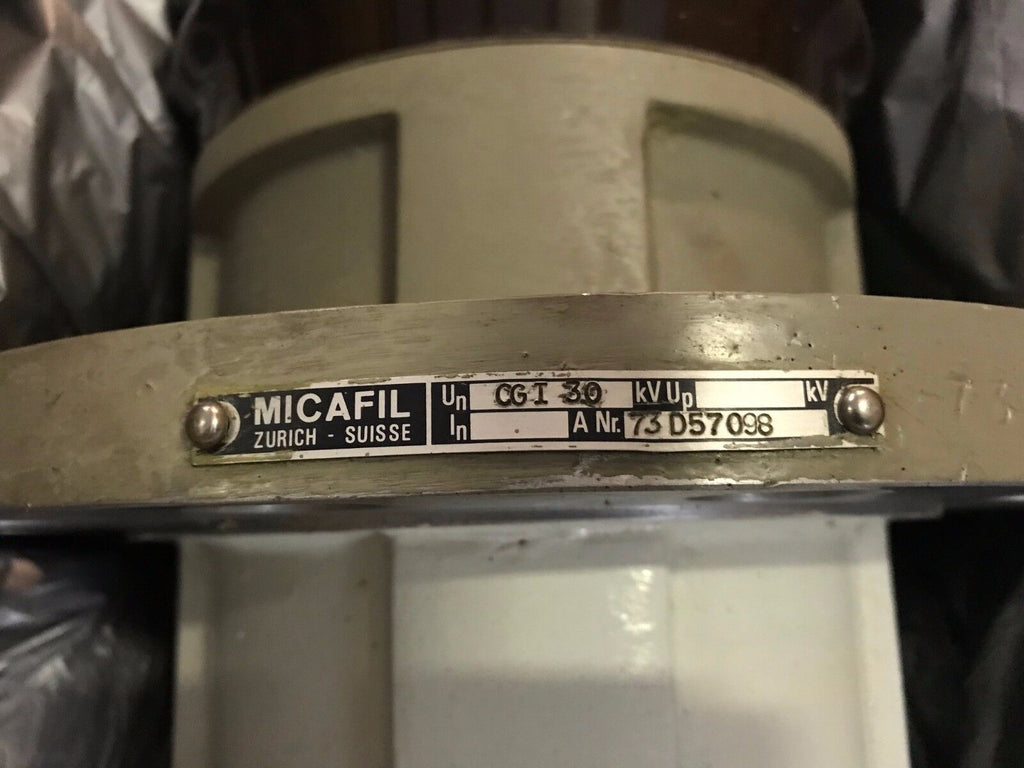 MICAFIL Un CGI 30 kV Up kV
ZURICH - SUISSE In A Nr. 73 D57098